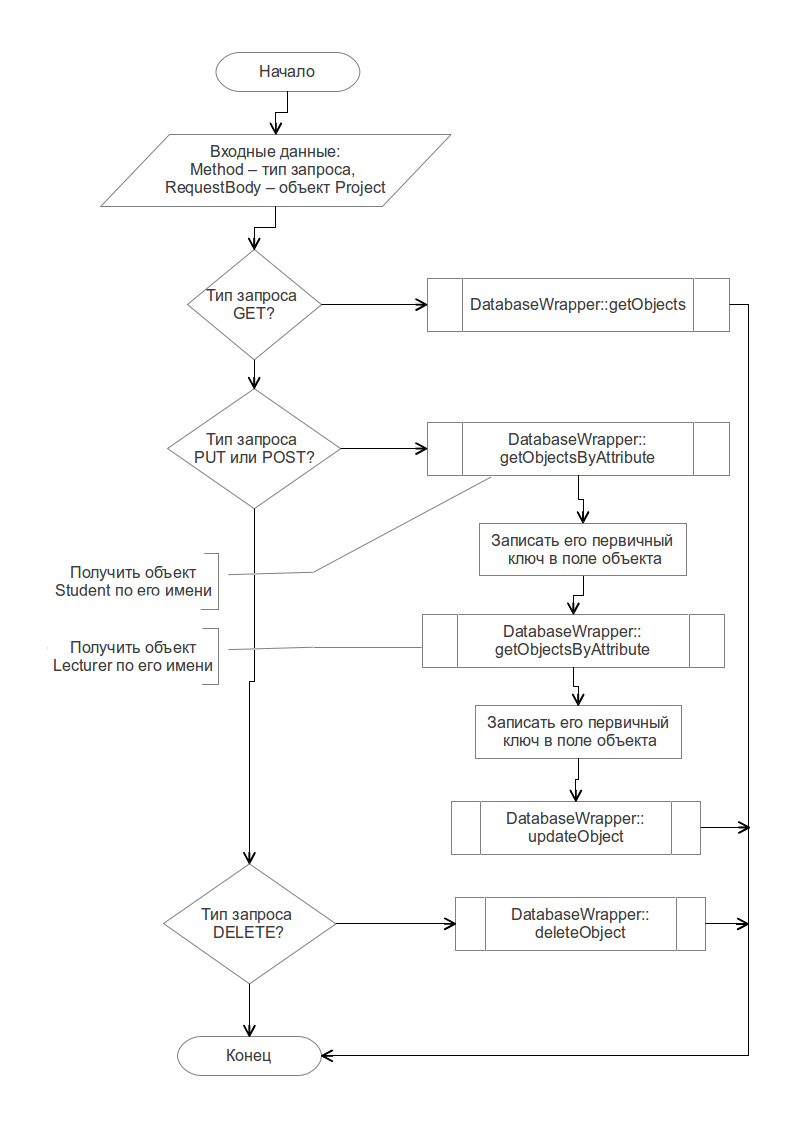 Начало
Входные данные:
Method – тип запроса,
RequestBody – объект Project
Тип запроса
GET?
DatabaseWrapper::getObjects
Тип запроса
PUT или POST?
DatabaseWrapper::
getObjectsByAttribute
Записать его первичный
ключ в поле объекта
Получить объект
Student по его имени
DatabaseWrapper::
getObjectsByAttribute
Получить объект
Lecturer по его имени
Записать его первичный
ключ в поле объекта
DatabaseWrapper::
updateObject
Тип запроса
DELETE?
DatabaseWrapper::
deleteObject
Конец